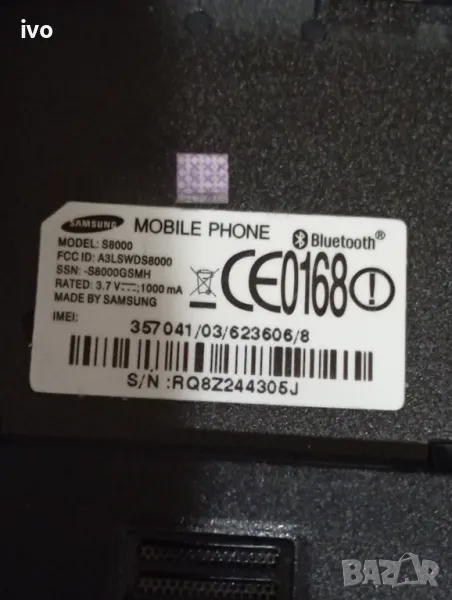 ivo
SAMSUNG MOBILE PHONE Bluetooth®
MODEL: S8000
FCC ID: A3LSWDS8000
SSN: -S8000GSMH
RATED: 3.7 V⎓; 1000 mA
MADE BY SAMSUNG
CE0168!
IMEI:
357041/03/623606/8
S/N :RQ8Z244305J
BAZAR